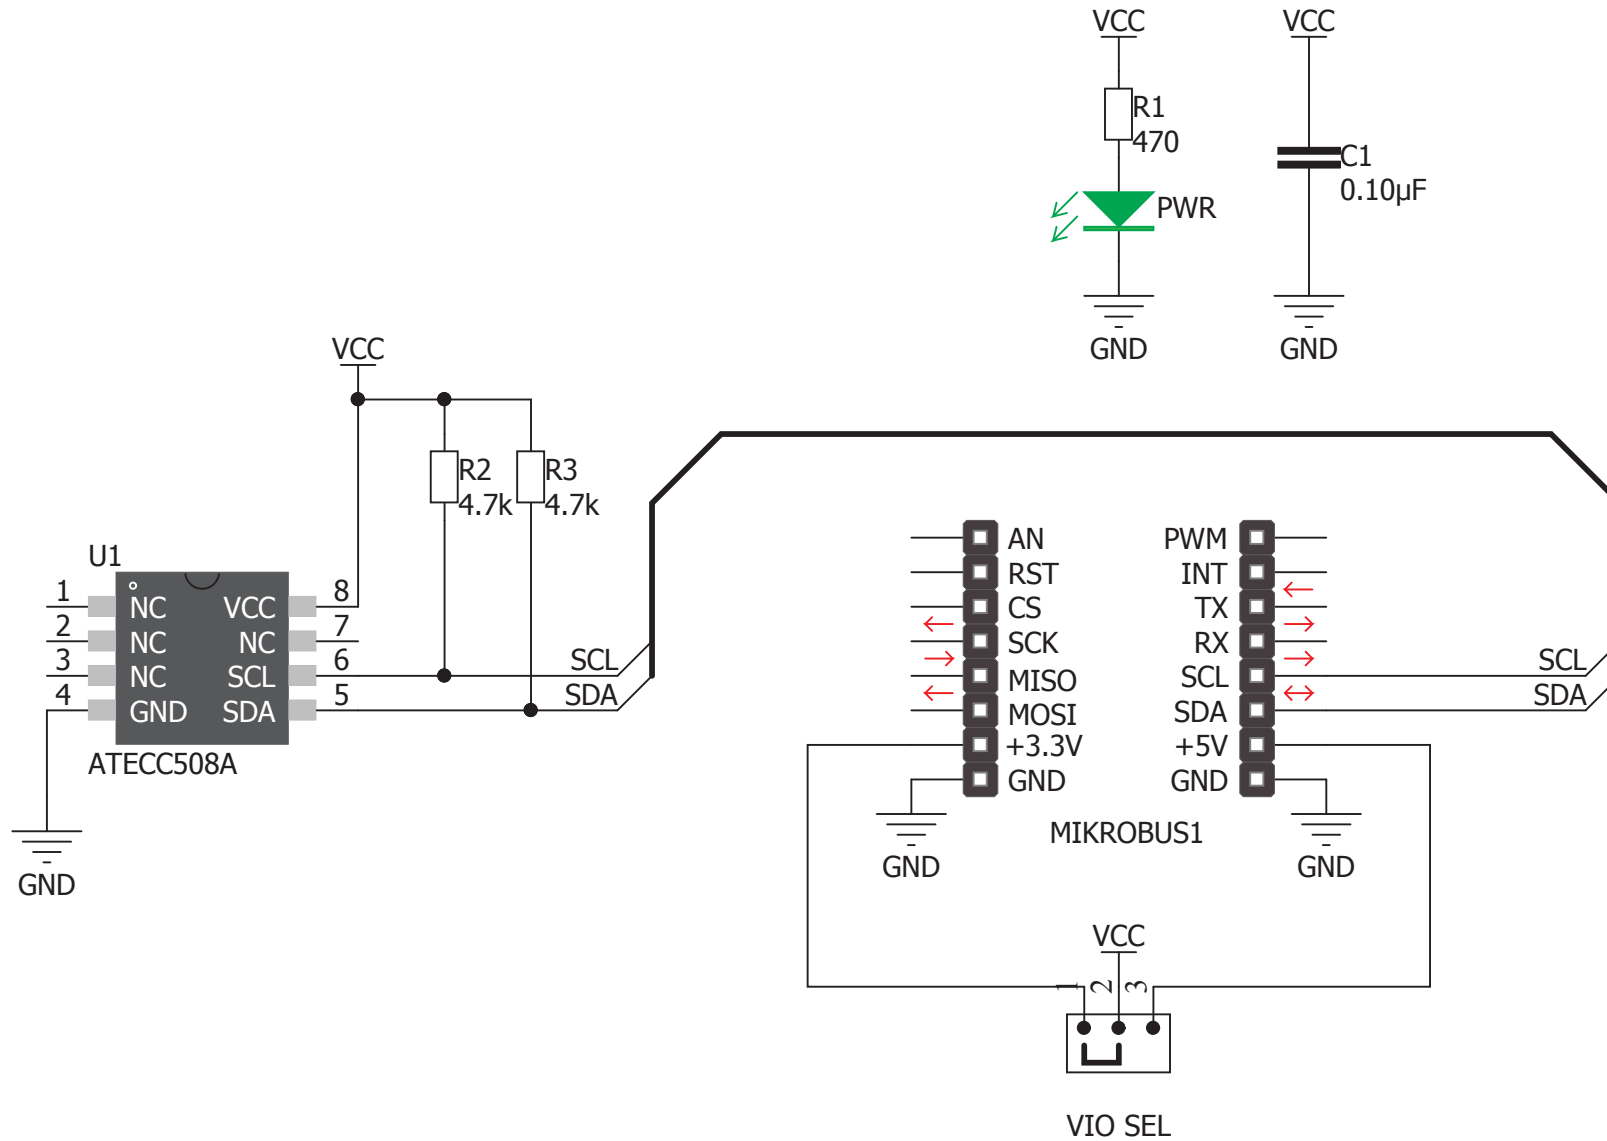 VCC
VCC
R1
470
PWR
C1
0.10µF
GND
GND
VCC
R2
4.7k
R3
4.7k
U1
1
2
3
4
NC
NC
NC
GND
VCC
NC
SCL
SDA
8
7
6
5
ATECC508A
GND
SCL
SDA
AN
RST
CS
SCK
MISO
MOSI
+3.3V
GND
PWM
INT
TX
RX
SCL
SDA
+5V
GND
SCL
SDA
GND
MIKROBUS1
GND
VCC
1
2
3
VIO SEL